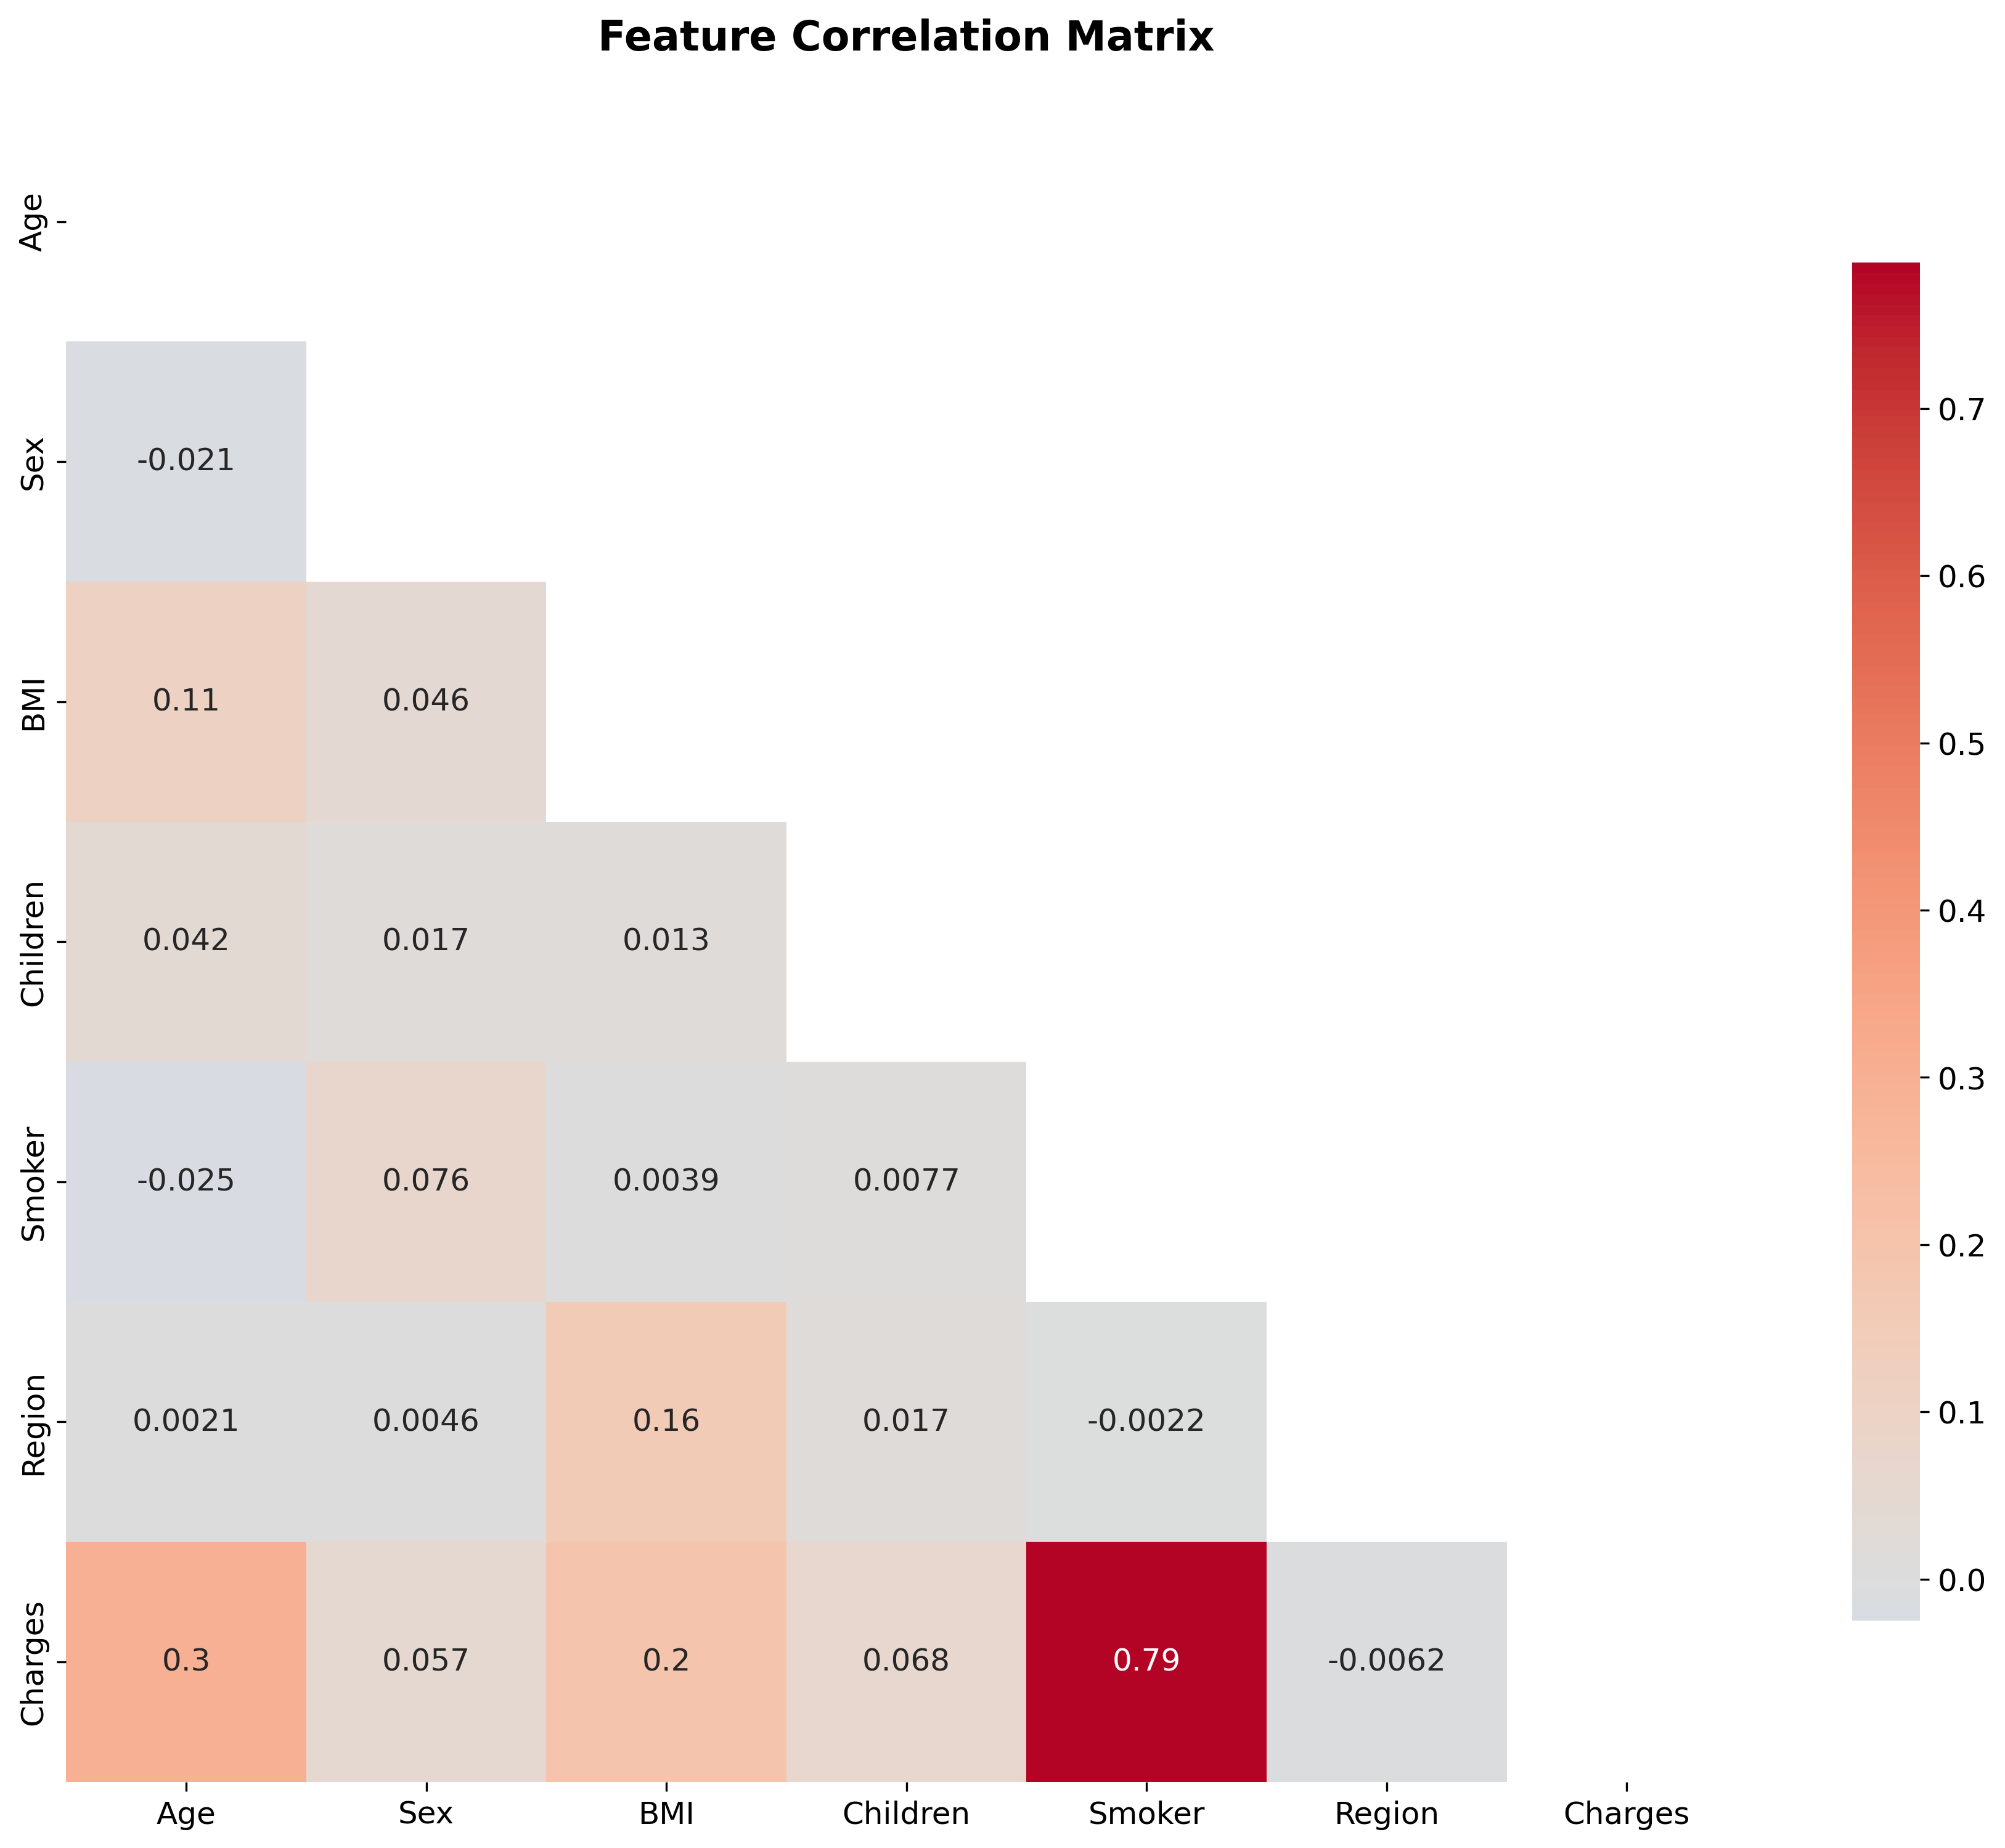 Feature Correlation Matrix
Age
Sex
-0.021
BMI
0.11 0.046
Children
0.042 0.017 0.013
Smoker
-0.025 0.076 0.0039 0.0077
Region
0.0021 0.0046 0.16 0.017 -0.0022
Charges
0.3 0.057 0.2 0.068 0.79 -0.0062
Age Sex BMI Children Smoker Region Charges
0.7
0.6
0.5
0.4
0.3
0.2
0.1
0.0